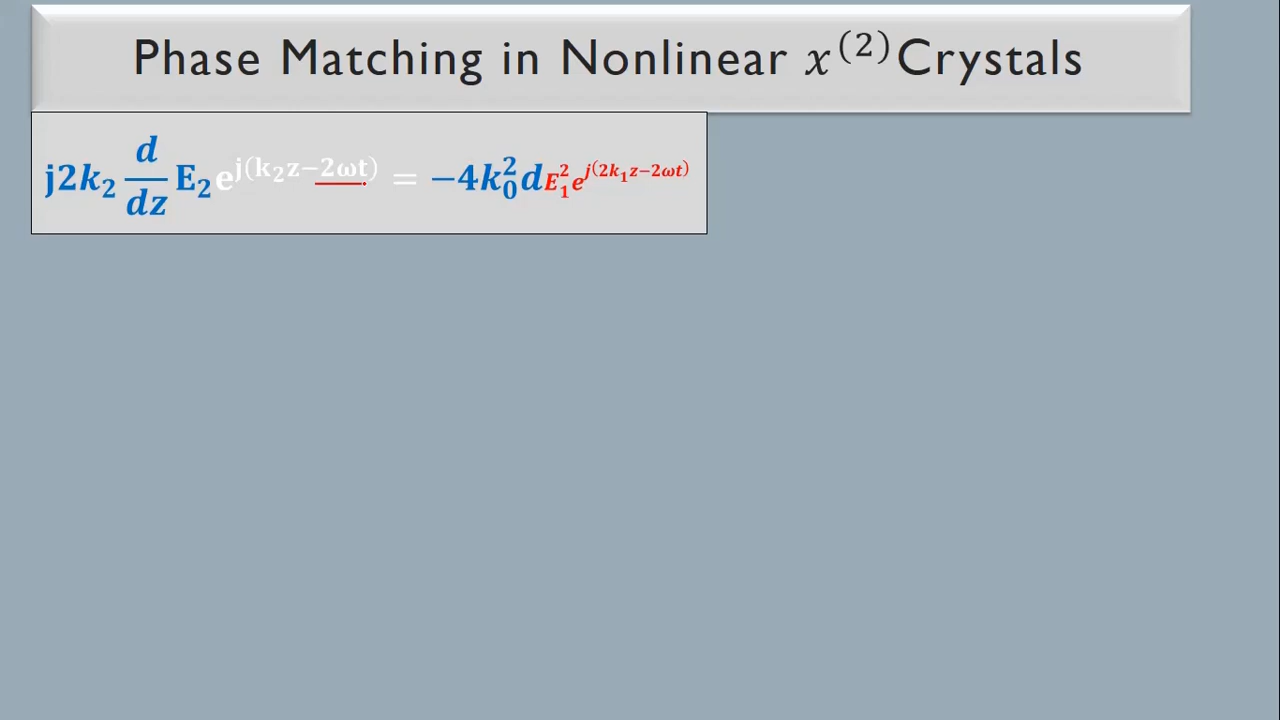 Phase Matching in Nonlinear x⁽²⁾Crystals
j2k₂ d/dz E₂e^{j(k₂z−2ωt)} = −4k₀²dE₁²e^{j(2k₁z−2ωt)}